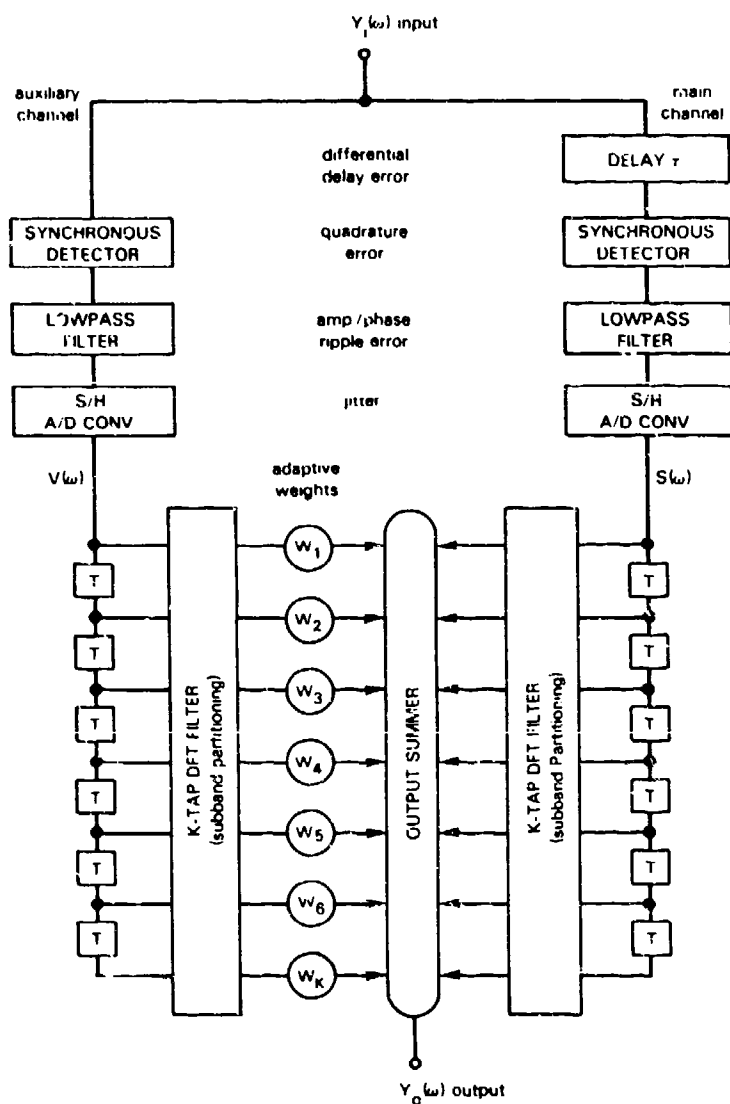 Y_i(ω) input
auxiliary
channel
main
channel
differential
delay error
DELAY τ
SYNCHRONOUS
DETECTOR
quadrature
error
SYNCHRONOUS
DETECTOR
LOWPASS
FILTER
amp/phase
ripple error
LOWPASS
FILTER
S/H
A/D CONV
jitter
S/H
A/D CONV
V(ω)
adaptive
weights
S(ω)
W1
T
T
W2
T
T
W3
T
T
W4
T
T
W5
T
T
W6
T
T
WK
K-TAP DFT FILTER
(subband partitioning)
OUTPUT SUMMER
K-TAP DFT FILTER
(subband Partitioning)
Y_o(ω) output